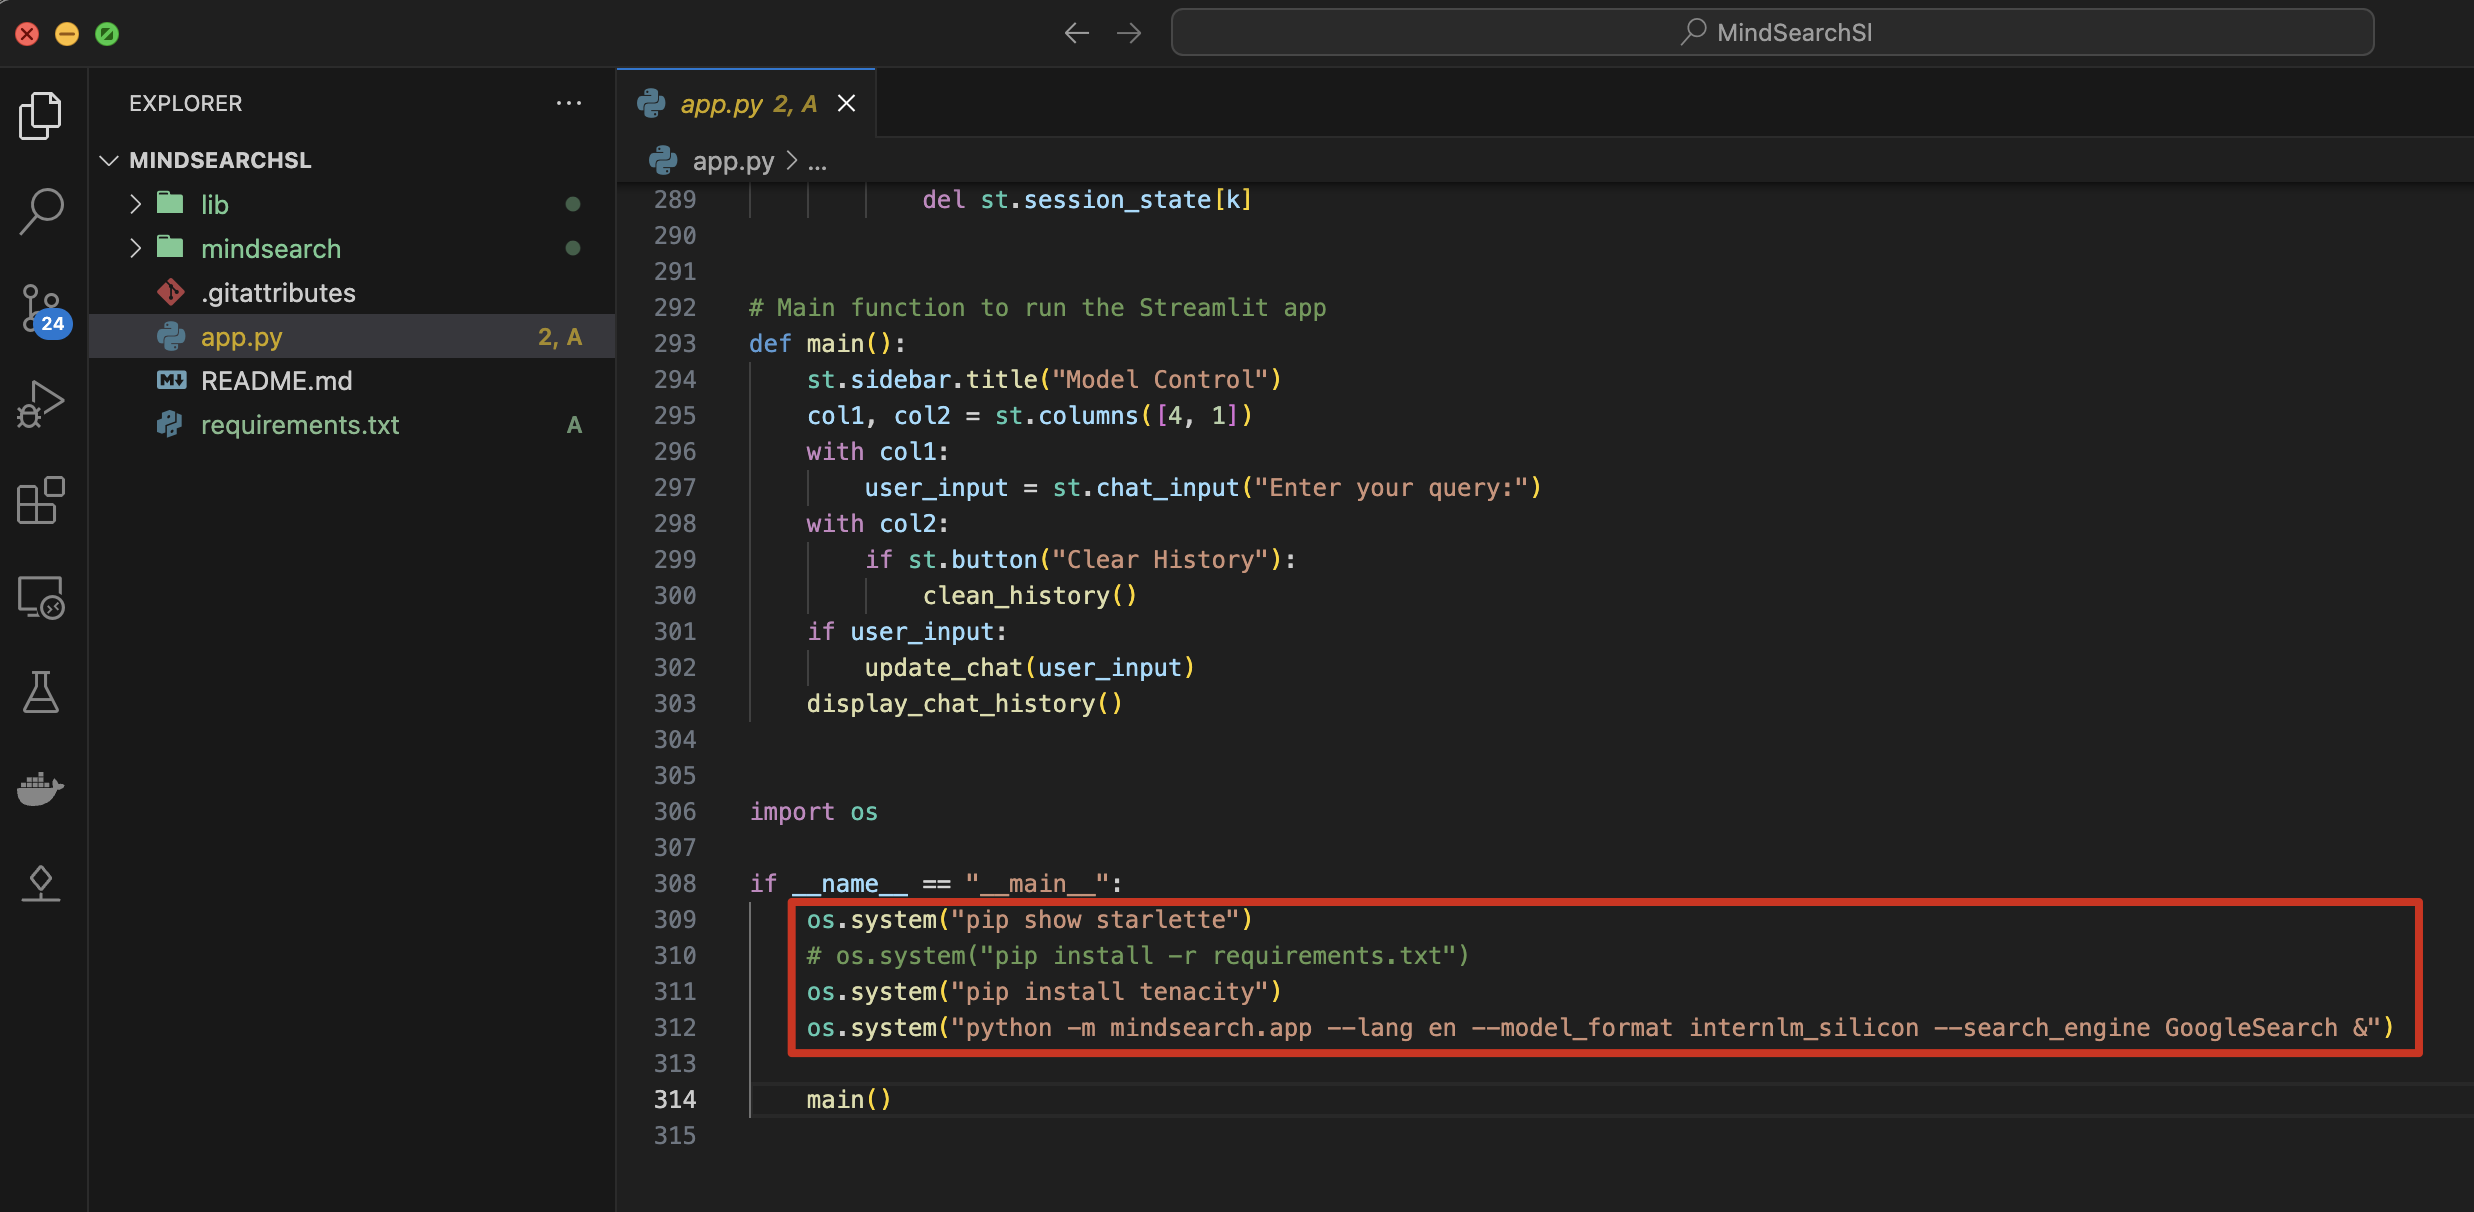 MindSearchSl
EXPLORER
MINDSEARCHSL
lib
mindsearch
.gitattributes
app.py 2, A
README.md
requirements.txt A
24
app.py 2, A
app.py > ...
289 del st.session_state[k]
290
291
292 # Main function to run the Streamlit app
293 def main():
294 st.sidebar.title("Model Control")
295 col1, col2 = st.columns([4, 1])
296 with col1:
297 user_input = st.chat_input("Enter your query:")
298 with col2:
299 if st.button("Clear History"):
300 clean_history()
301 if user_input:
302 update_chat(user_input)
303 display_chat_history()
304
305
306 import os
307
308 if __name__ == "__main__":
309 os.system("pip show starlette")
310 # os.system("pip install -r requirements.txt")
311 os.system("pip install tenacity")
312 os.system("python -m mindsearch.app --lang en --model_format internlm_silicon --search_engine GoogleSearch &")
313
314 main()
315